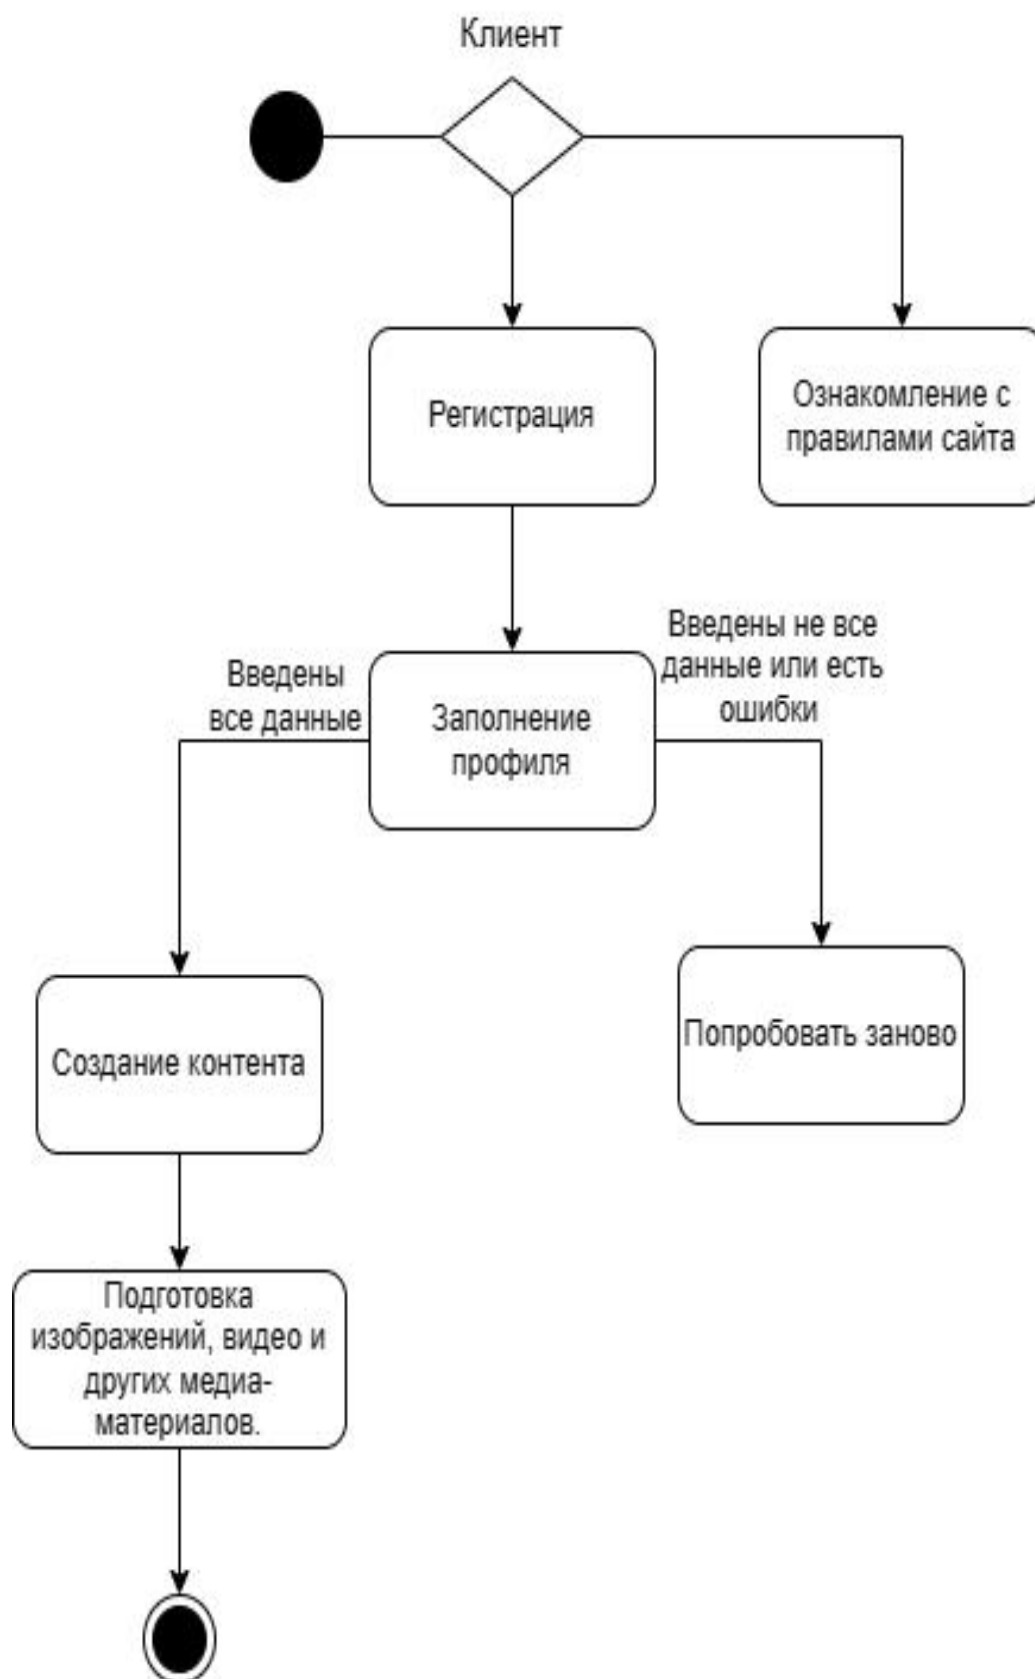 Клиент
Регистрация
Ознакомление с
правилами сайта
Введены не все
данные или есть
ошибки
Введены
все данные
Заполнение
профиля
Попробовать заново
Создание контента
Подготовка
изображений, видео и
других медиа-
материалов.